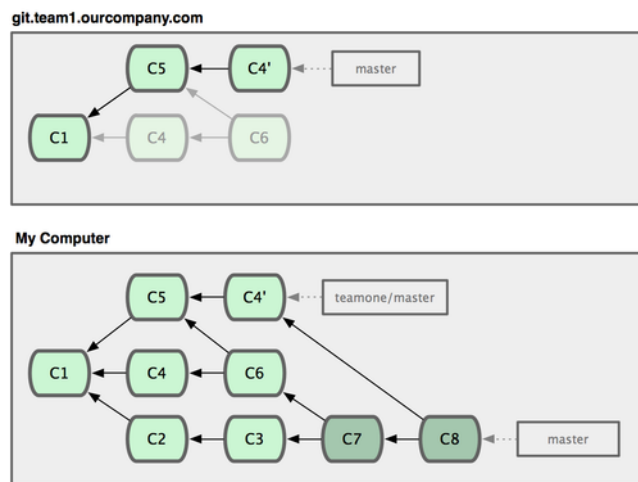 git.team1.ourcompany.com
C5 C4' master
C1 C4 C6
My Computer
C5 C4' teamone/master
C1 C4 C6
C2 C3 C7 C8 master